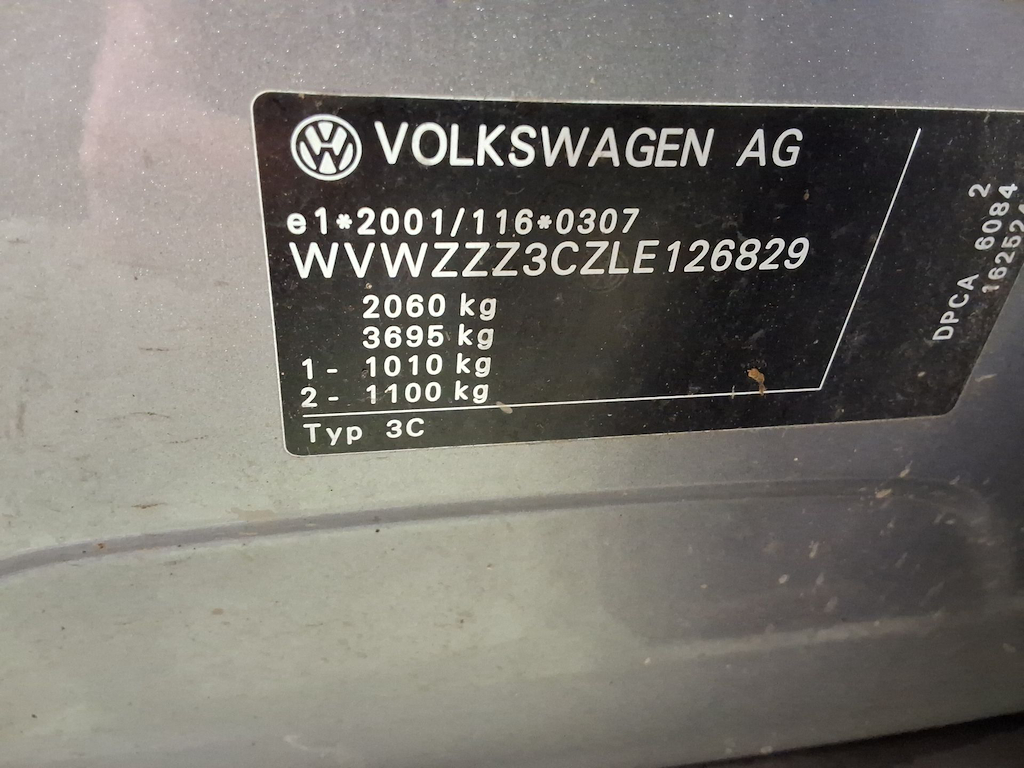 VOLKSWAGEN AG
e1*2001/116*0307
WVWZZZ3CZLE126829
2060 kg
3695 kg
1- 1010 kg
2- 1100 kg
Typ 3C
DPCA 6084 2